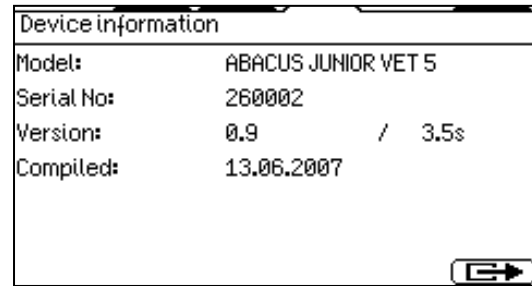 Device information
Model: ABACUS JUNIOR VET 5
Serial No: 260002
Version: 0.9 / 3.5s
Compiled: 13.06.2007